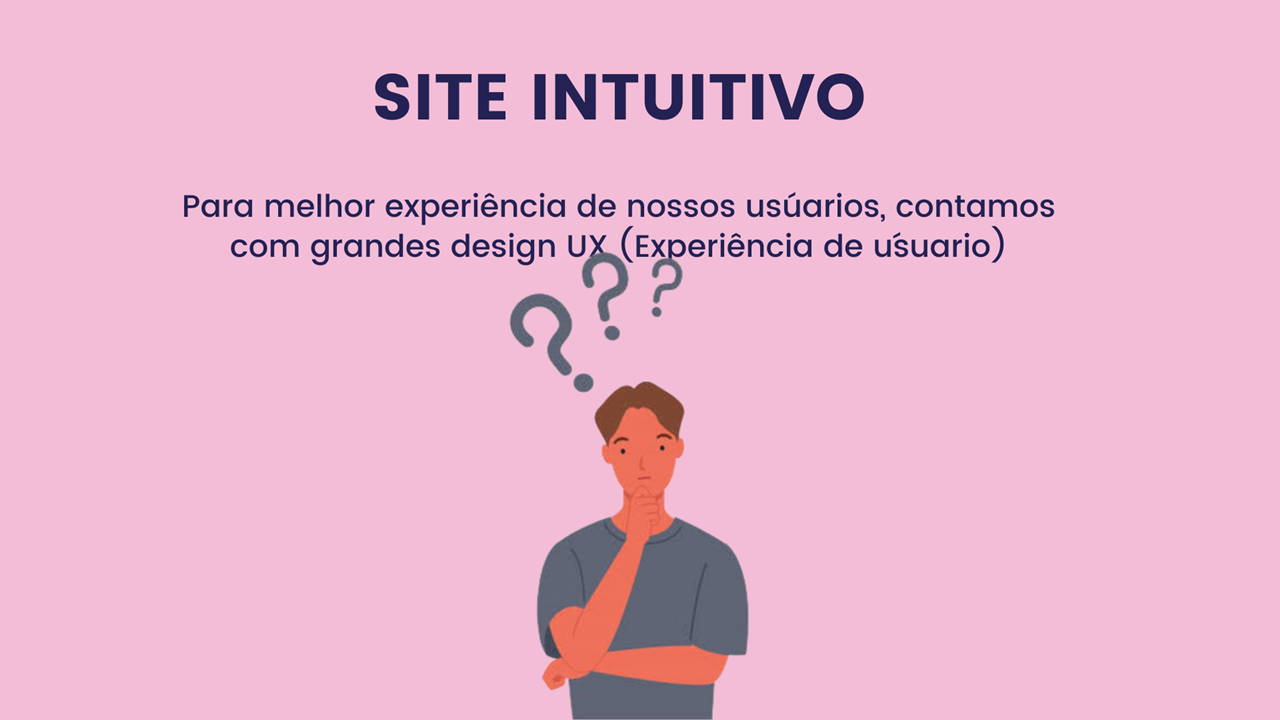 SITE INTUITIVO
Para melhor experiência de nossos usúarios, contamos
com grandes design UX (Experiência de uśuario)
? ? ?